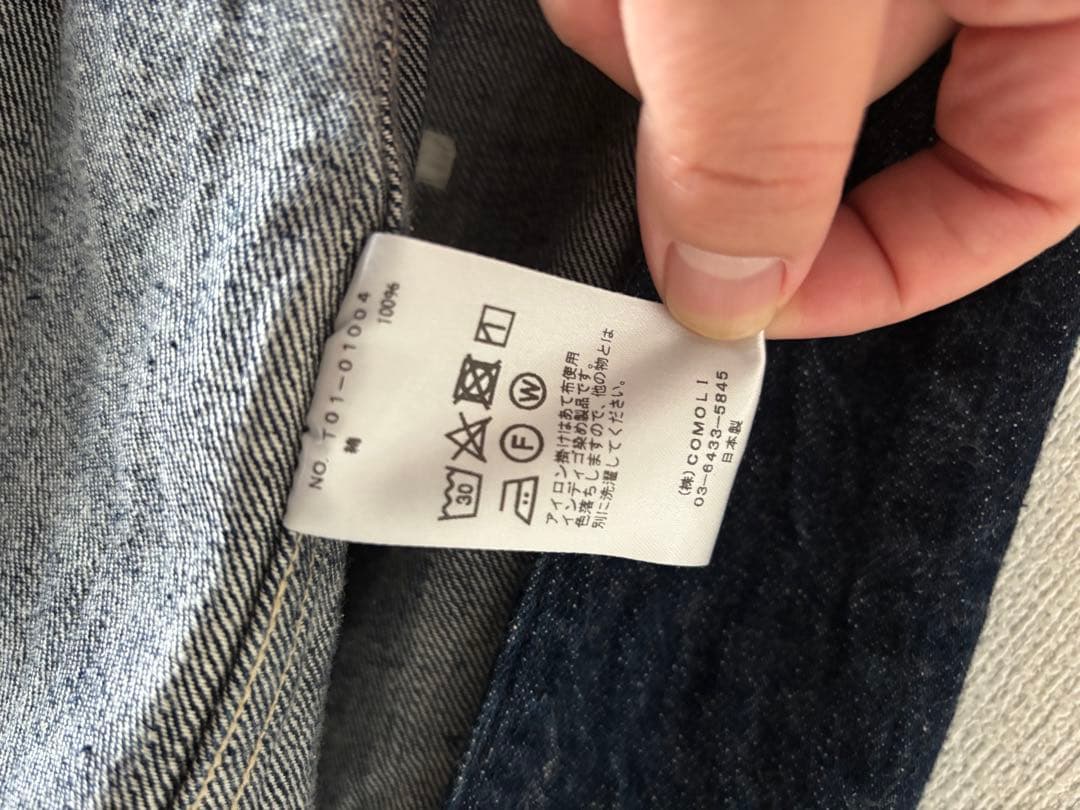 NO. T01-01004
綿 100%
30
F W
アイロン掛けはあて布使用
インディゴ染め製品です。
色落ちしますので、他の物とは
別に洗濯してください。
(株)COMOLI
03-6433-5845
日本製